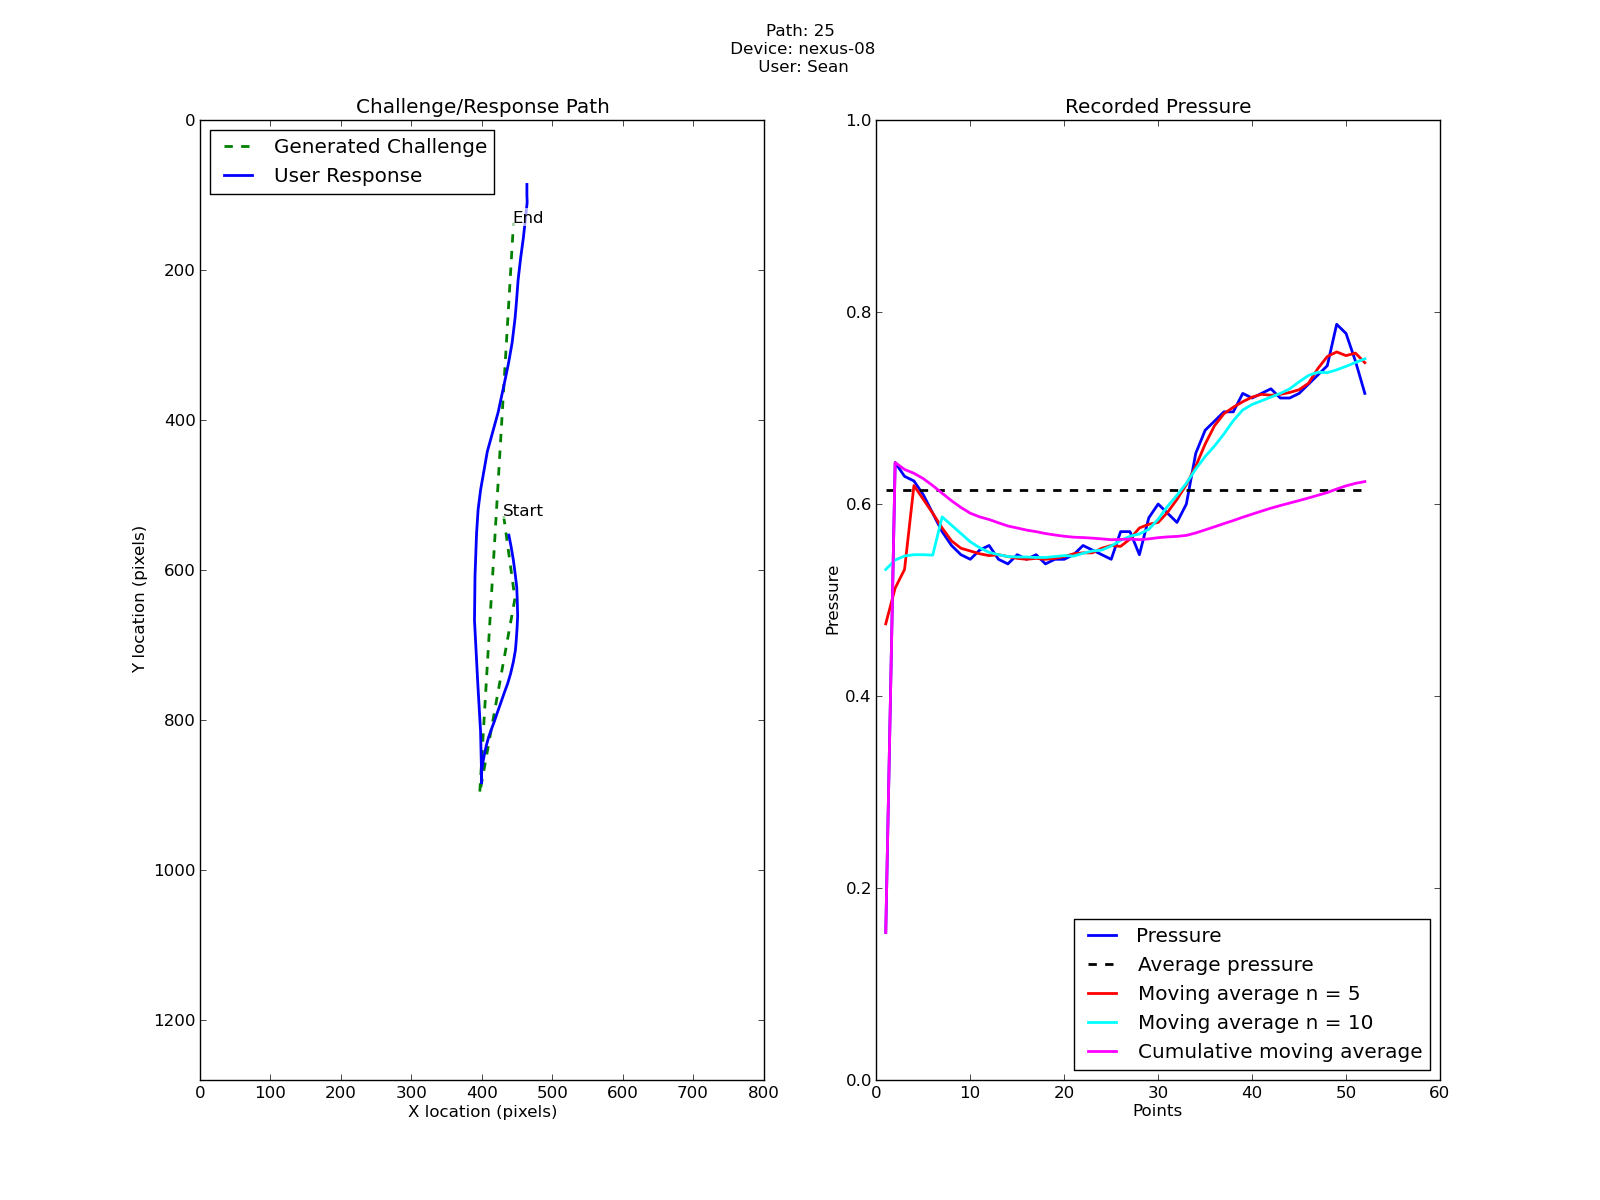 Path: 25
Device: nexus-08
User: Sean
Challenge/Response Path
Generated Challenge
User Response
End
Start
0
200
400
600
800
1000
1200
Y location (pixels)
0 100 200 300 400 500 600 700 800
X location (pixels)
Recorded Pressure
1.0
0.8
0.6
0.4
0.2
0.0
Pressure
Pressure
Average pressure
Moving average n = 5
Moving average n = 10
Cumulative moving average
0 10 20 30 40 50 60
Points